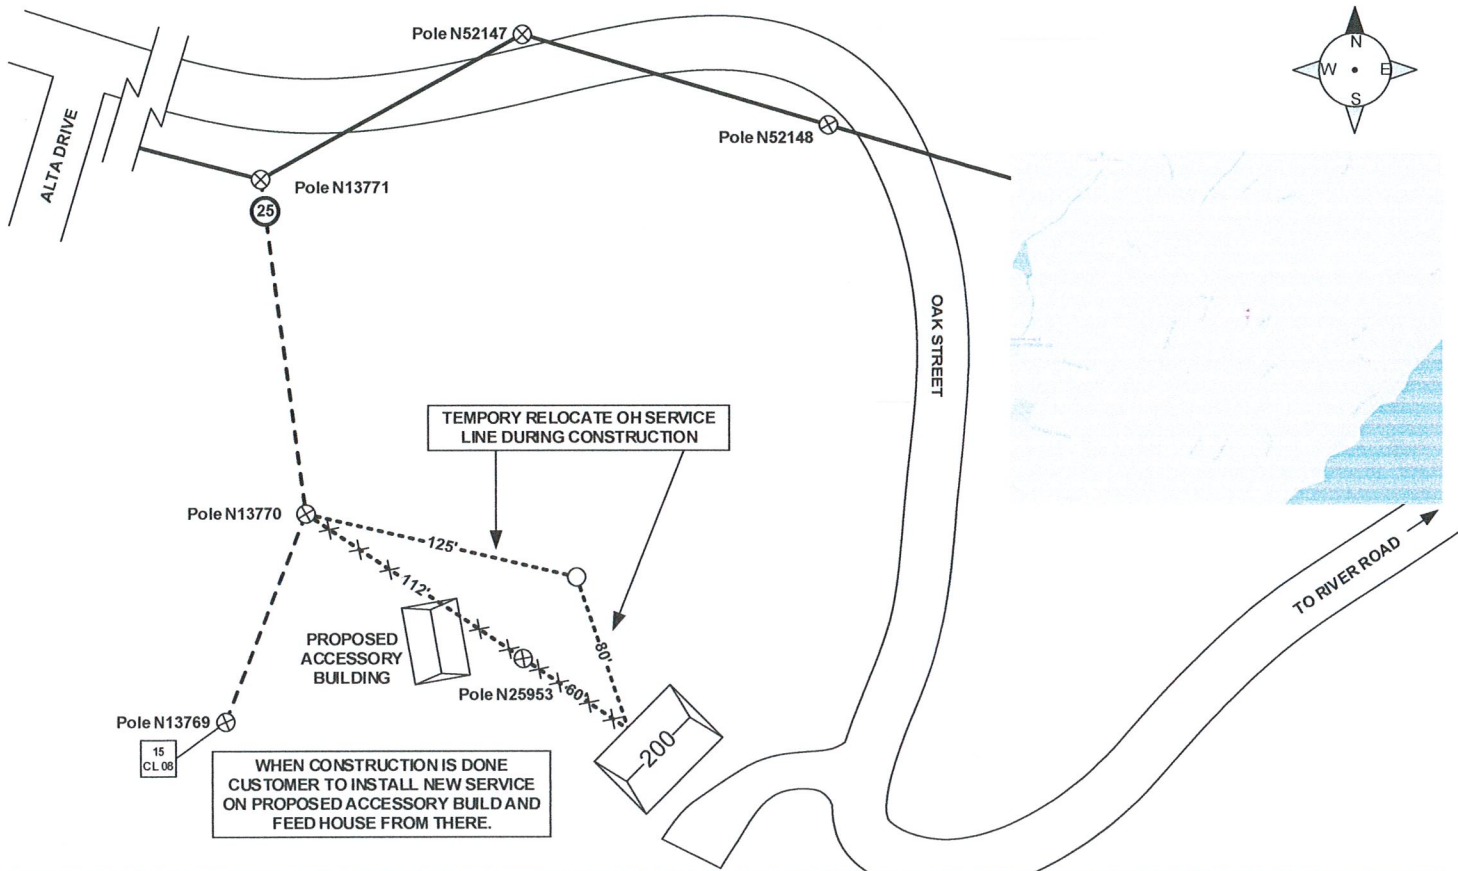 Pole N52147
N
W E
S
ALTA DRIVE
Pole N52148
Pole N13771
25
OAK STREET
TEMPORY RELOCATE OH SERVICE
LINE DURING CONSTRUCTION
Pole N13770
125'
112'
TO RIVER ROAD
PROPOSED
ACCESSORY
BUILDING
80'
Pole N25953
60'
Pole N13769
15
CL 08
200
WHEN CONSTRUCTION IS DONE
CUSTOMER TO INSTALL NEW SERVICE
ON PROPOSED ACCESSORY BUILD AND
FEED HOUSE FROM THERE.